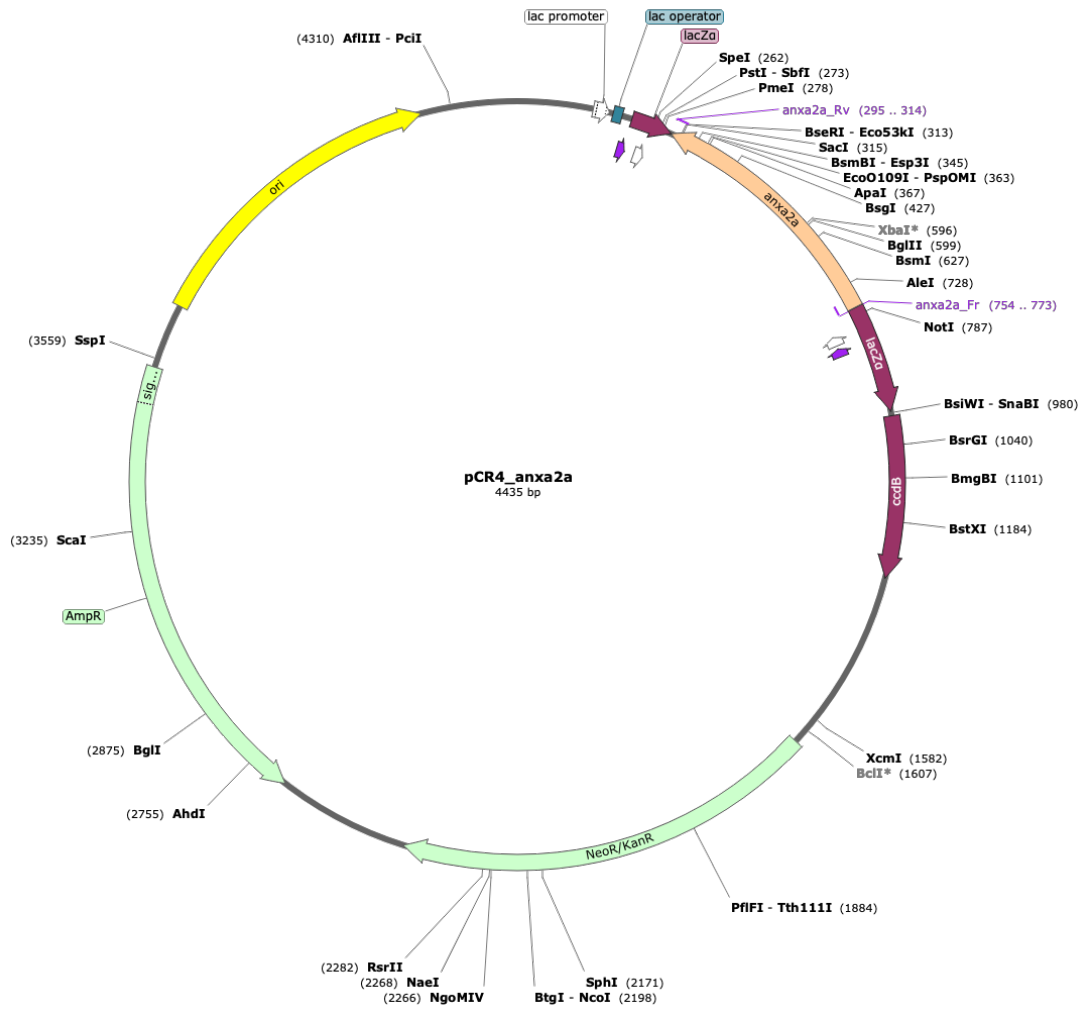 lac promoter
lac operator
lacZα
(4310) AflIII - PciI
SpeI (262)
PstI - SbfI (273)
PmeI (278)
anxa2a_Rv (295 .. 314)
BseRI - Eco53kI (313)
SacI (315)
BsmBI - Esp3I (345)
EcoO109I - PspOMI (363)
ApaI (367)
BsgI (427)
XbaI* (596)
BglII (599)
BsmI (627)
AleI (728)
anxa2a_Fr (754 .. 773)
NotI (787)
ori
anxa2a
lacZα
(3559) SspI
sig...
BsiWI - SnaBI (980)
BsrGI (1040)
BmgBI (1101)
BstXI (1184)
ccdB
pCR4_anxa2a
4435 bp
(3235) ScaI
AmpR
(2875) BglI
(2755) AhdI
XcmI (1582)
BclI* (1607)
NeoR/KanR
PflFI - Tth111I (1884)
(2282) RsrII
(2268) NaeI
(2266) NgoMIV
SphI (2171)
BtgI - NcoI (2198)